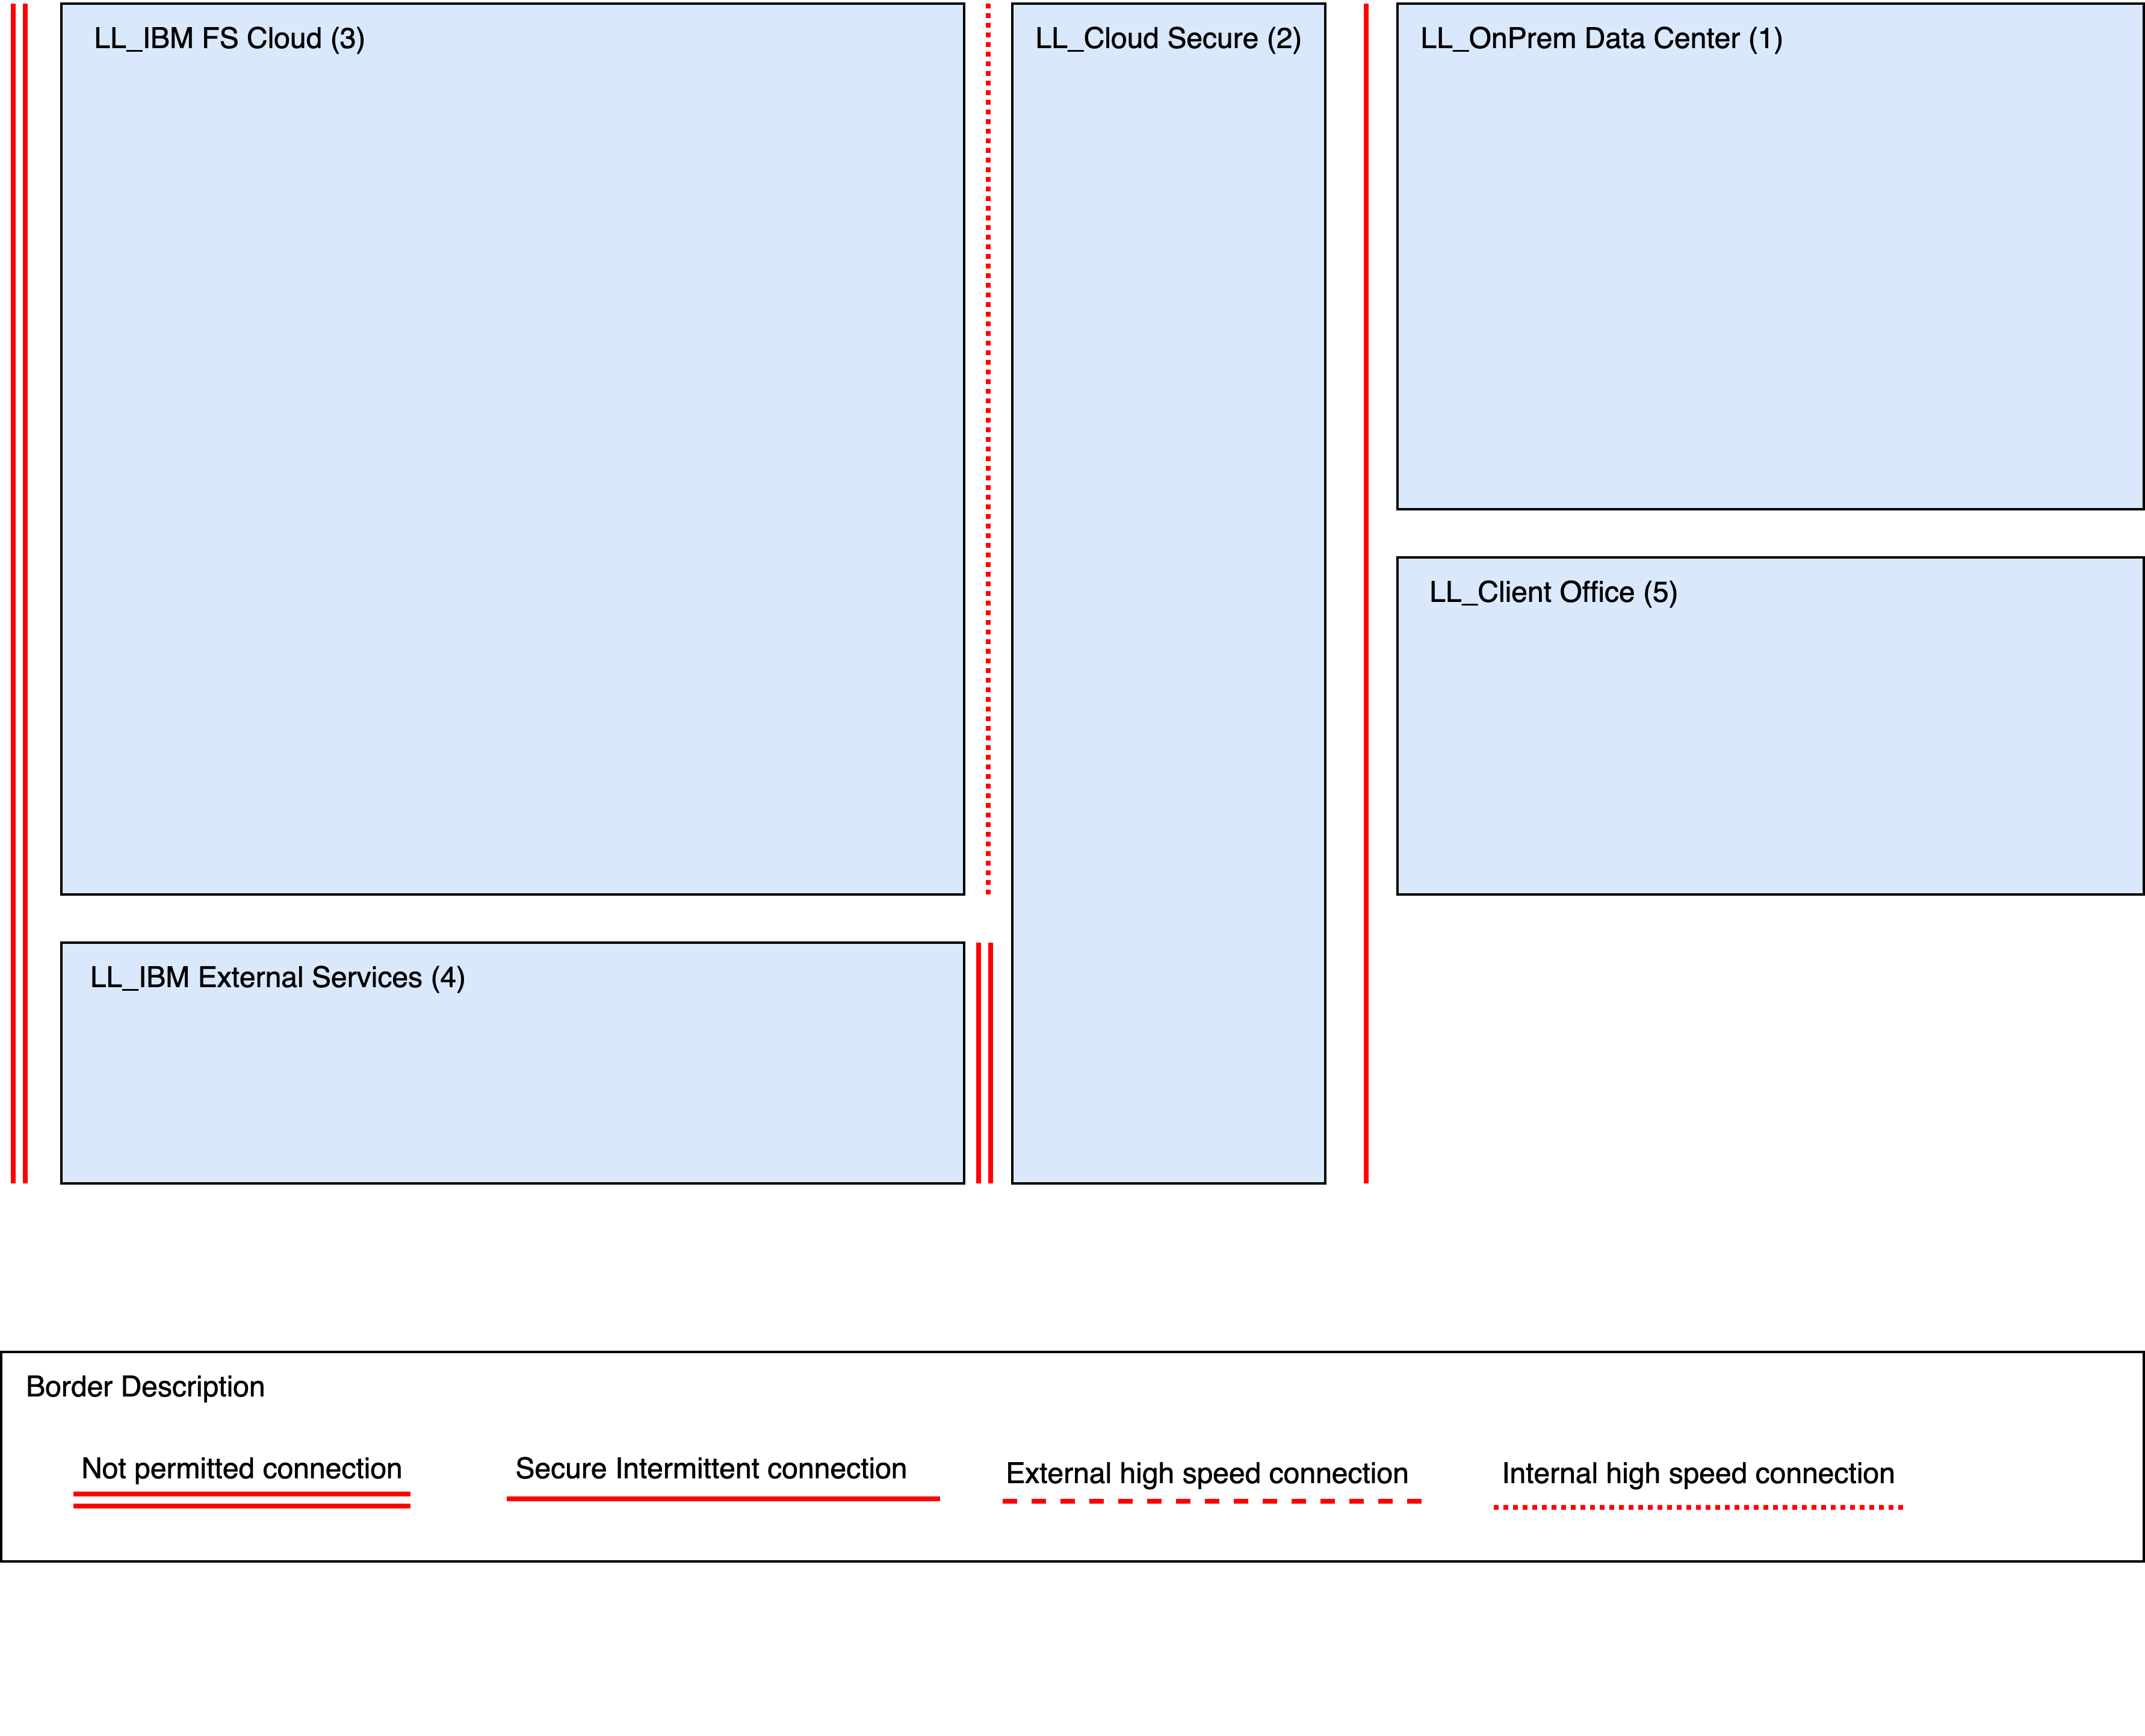 LL_IBM FS Cloud (3)
LL_Cloud Secure (2)
LL_OnPrem Data Center (1)
LL_Client Office (5)
LL_IBM External Services (4)
Border Description
Not permitted connection
Secure Intermittent connection
External high speed connection
Internal high speed connection